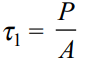 τ₁ = P/A